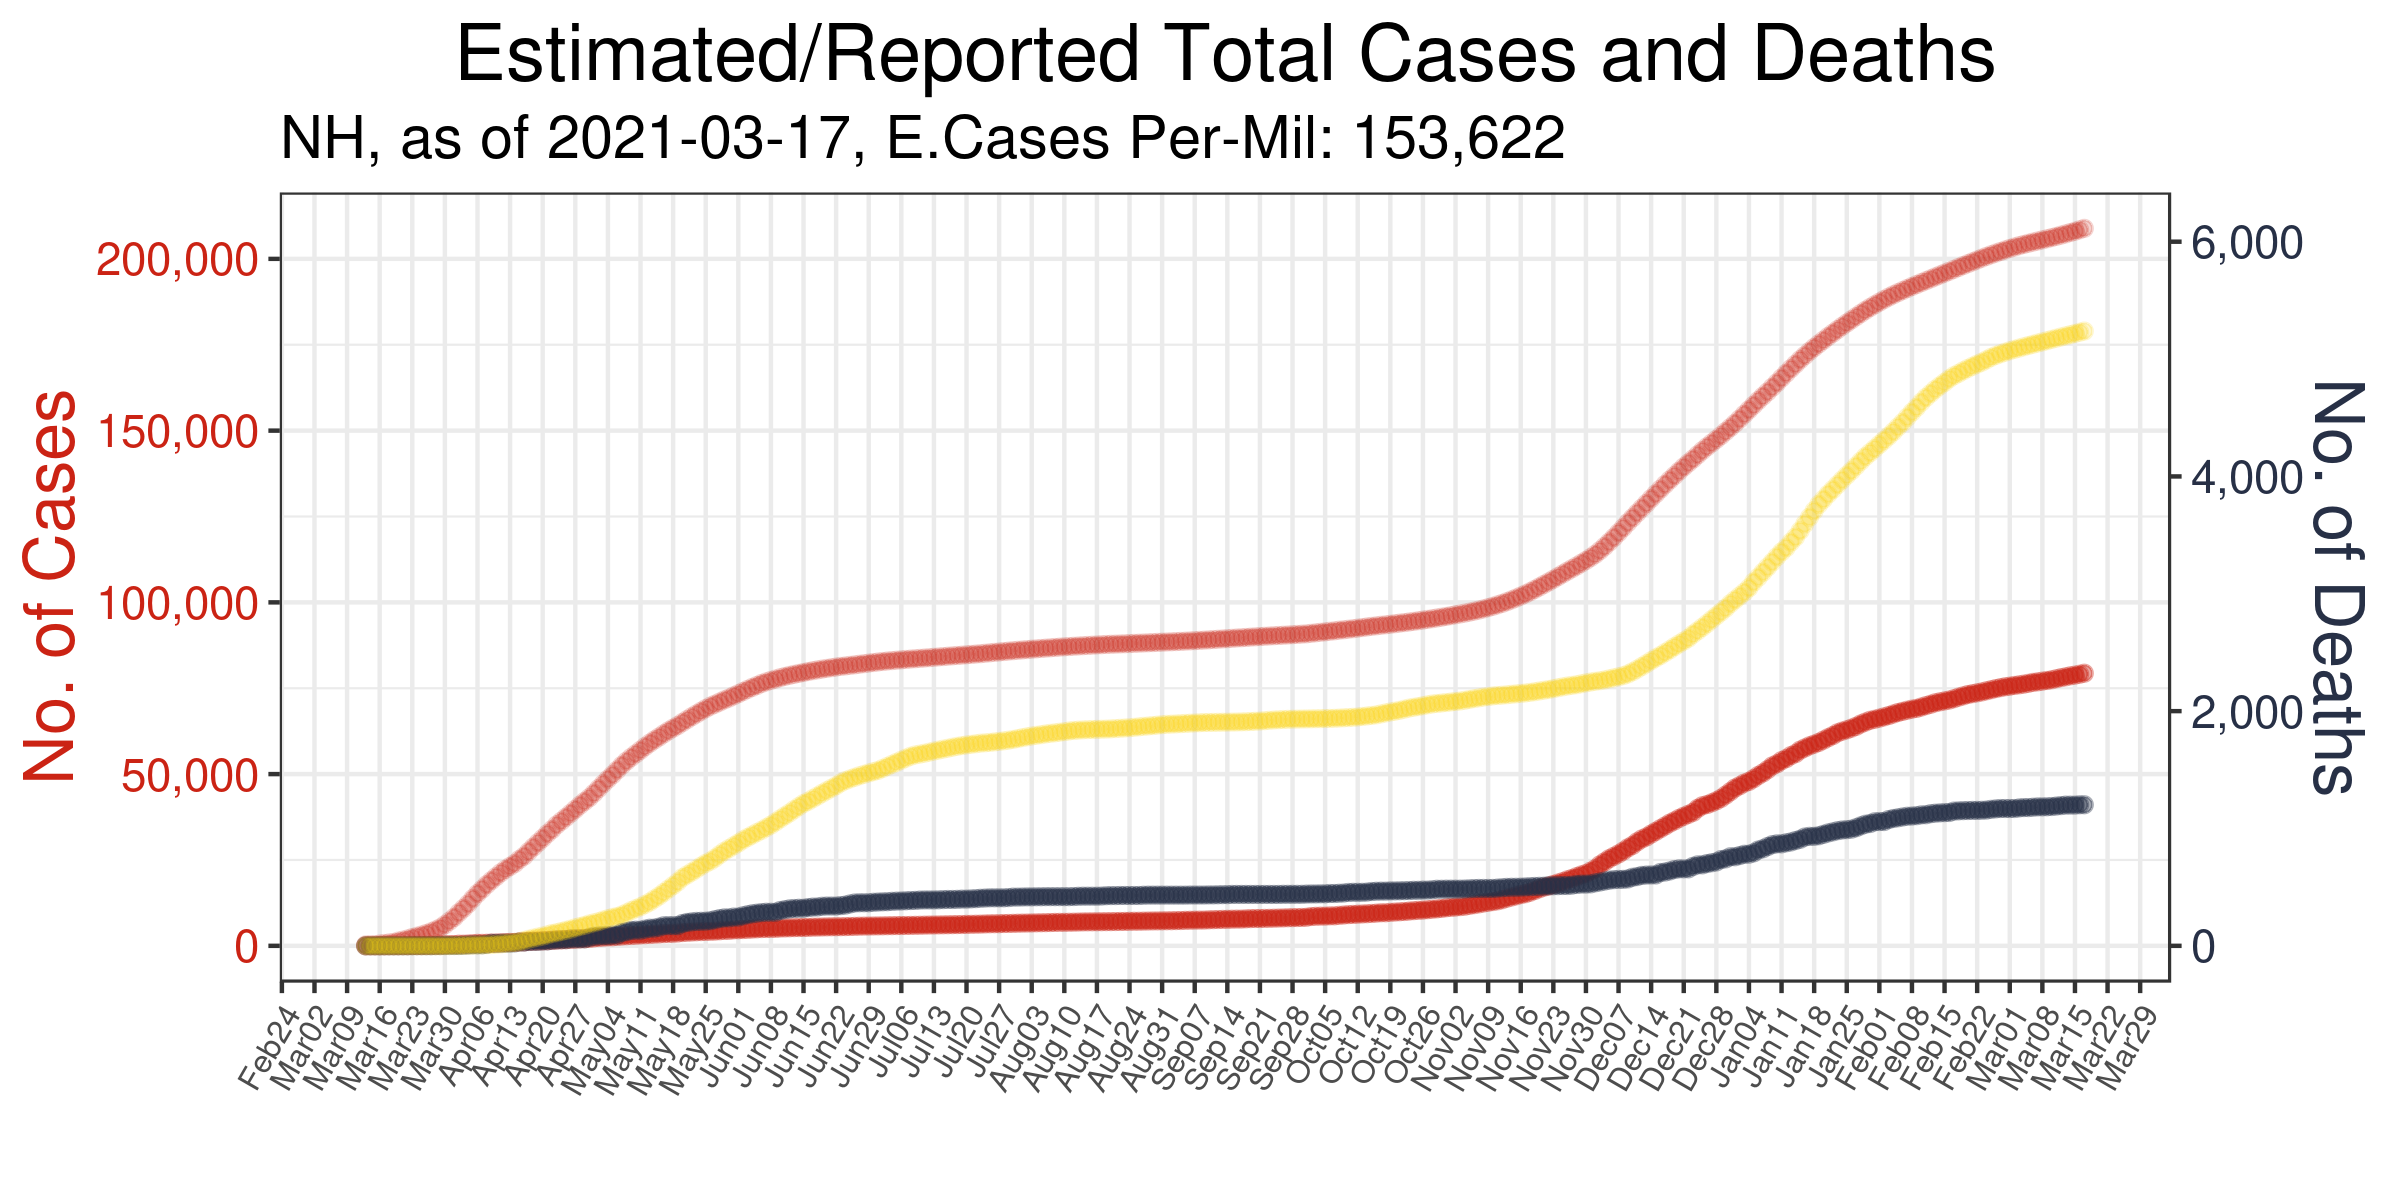 Estimated/Reported Total Cases and Deaths
NH, as of 2021-03-17, E.Cases Per-Mil: 153,622
No. of Cases
200,000
150,000
100,000
50,000
0
6,000
4,000
2,000
0
No. of Deaths
Feb24
Mar02
Mar09
Mar16
Mar23
Mar30
Apr06
Apr13
Apr20
Apr27
May04
May11
May18
May25
Jun01
Jun08
Jun15
Jun22
Jun29
Jul06
Jul13
Jul20
Jul27
Aug03
Aug10
Aug17
Aug24
Aug31
Sep07
Sep14
Sep21
Sep28
Oct05
Oct12
Oct19
Oct26
Nov02
Nov09
Nov16
Nov23
Nov30
Dec07
Dec14
Dec21
Dec28
Jan04
Jan11
Jan18
Jan25
Feb01
Feb08
Feb15
Feb22
Mar01
Mar08
Mar15
Mar22
Mar29